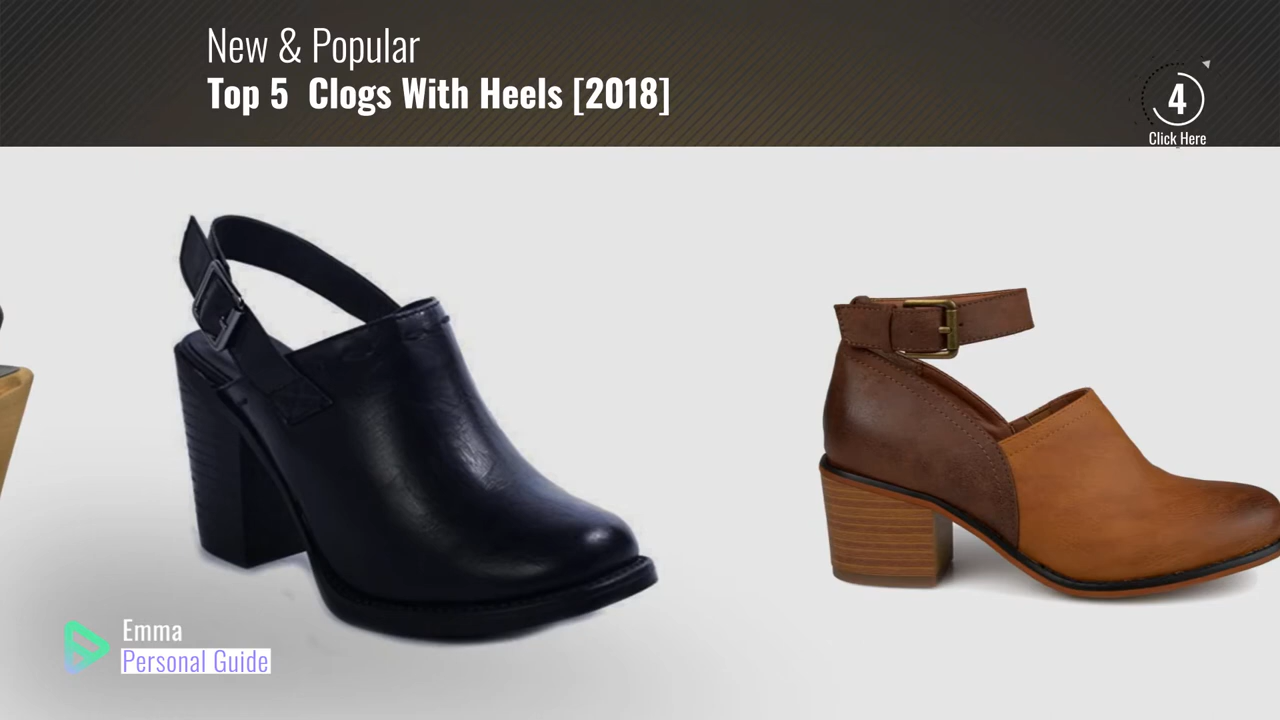 New & Popular
Top 5 Clogs With Heels [2018]
4
Click Here
Emma
Personal Guide